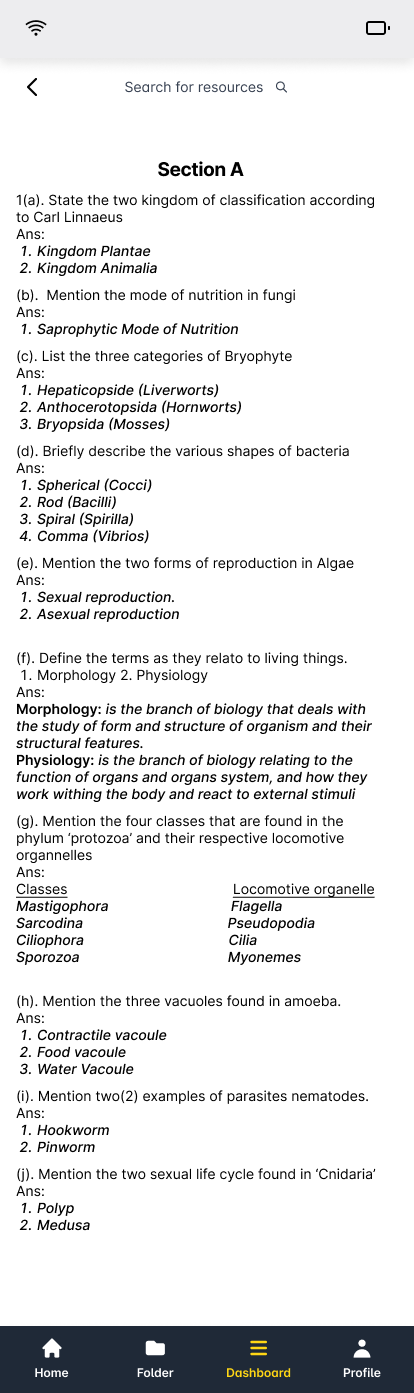 Search for resources
Section A
1(a). State the two kingdom of classification according
to Carl Linnaeus
Ans:
1. Kingdom Plantae
2. Kingdom Animalia
(b). Mention the mode of nutrition in fungi
Ans:
1. Saprophytic Mode of Nutrition
(c). List the three categories of Bryophyte
Ans:
1. Hepaticopside (Liverworts)
2. Anthocerotopsida (Hornworts)
3. Bryopsida (Mosses)
(d). Briefly describe the various shapes of bacteria
Ans:
1. Spherical (Cocci)
2. Rod (Bacilli)
3. Spiral (Spirilla)
4. Comma (Vibrios)
(e). Mention the two forms of reproduction in Algae
Ans:
1. Sexual reproduction.
2. Asexual reproduction
(f). Define the terms as they relato to living things.
1. Morphology 2. Physiology
Ans:
Morphology: is the branch of biology that deals with
the study of form and structure of organism and their
structural features.
Physiology: is the branch of biology relating to the
function of organs and organs system, and how they
work withing the body and react to external stimuli
(g). Mention the four classes that are found in the
phylum ‘protozoa’ and their respective locomotive
organnelles
Ans:
Classes Locomotive organelle
Mastigophora Flagella
Sarcodina Pseudopodia
Ciliophora Cilia
Sporozoa Myonemes
(h). Mention the three vacuoles found in amoeba.
Ans:
1. Contractile vacoule
2. Food vacoule
3. Water Vacoule
(i). Mention two(2) examples of parasites nematodes.
Ans:
1. Hookworm
2. Pinworm
(j). Mention the two sexual life cycle found in ‘Cnidaria’
Ans:
1. Polyp
2. Medusa
Home Folder Dashboard Profile